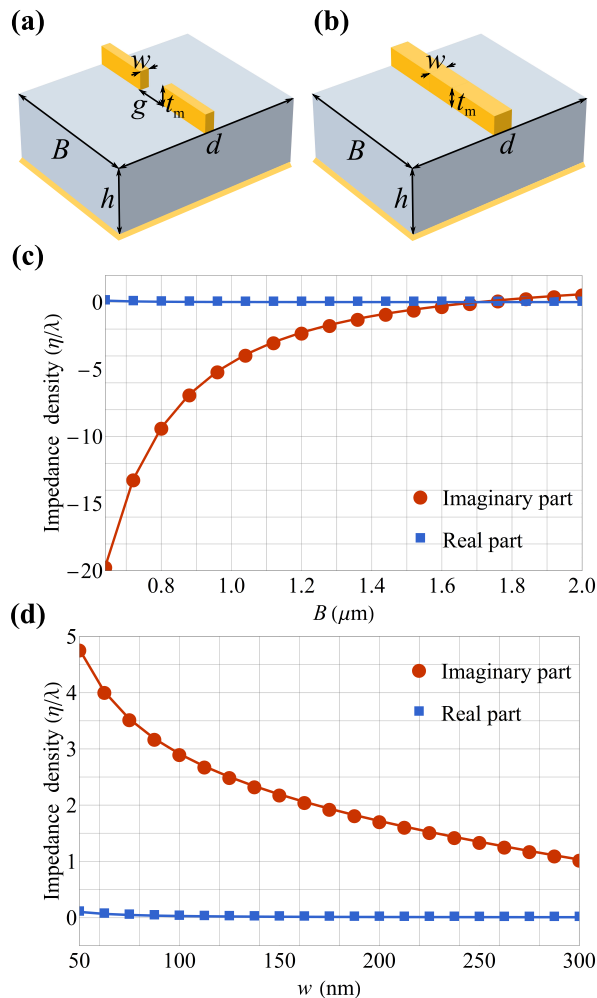 (a)
w
g
t_m
B
d
h
(b)
w
t_m
B
d
h
(c)
Impedance density (η/λ)
0
−5
−10
−15
−20
Imaginary part
Real part
0.8 1.0 1.2 1.4 1.6 1.8 2.0
B (μm)
(d)
Impedance density (η/λ)
5
4
3
2
1
0
Imaginary part
Real part
50 100 150 200 250 300
w (nm)